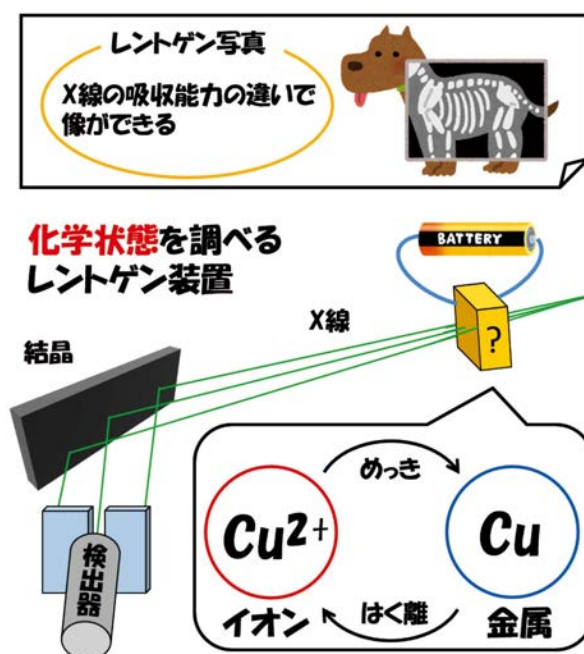 レントゲン写真
X線の吸収能力の違いで
像ができる
化学状態を調べる
レントゲン装置
BATTERY
X線
?
結晶
検出器
めっき
Cu²⁺
Cu
イオン
はく離
金属